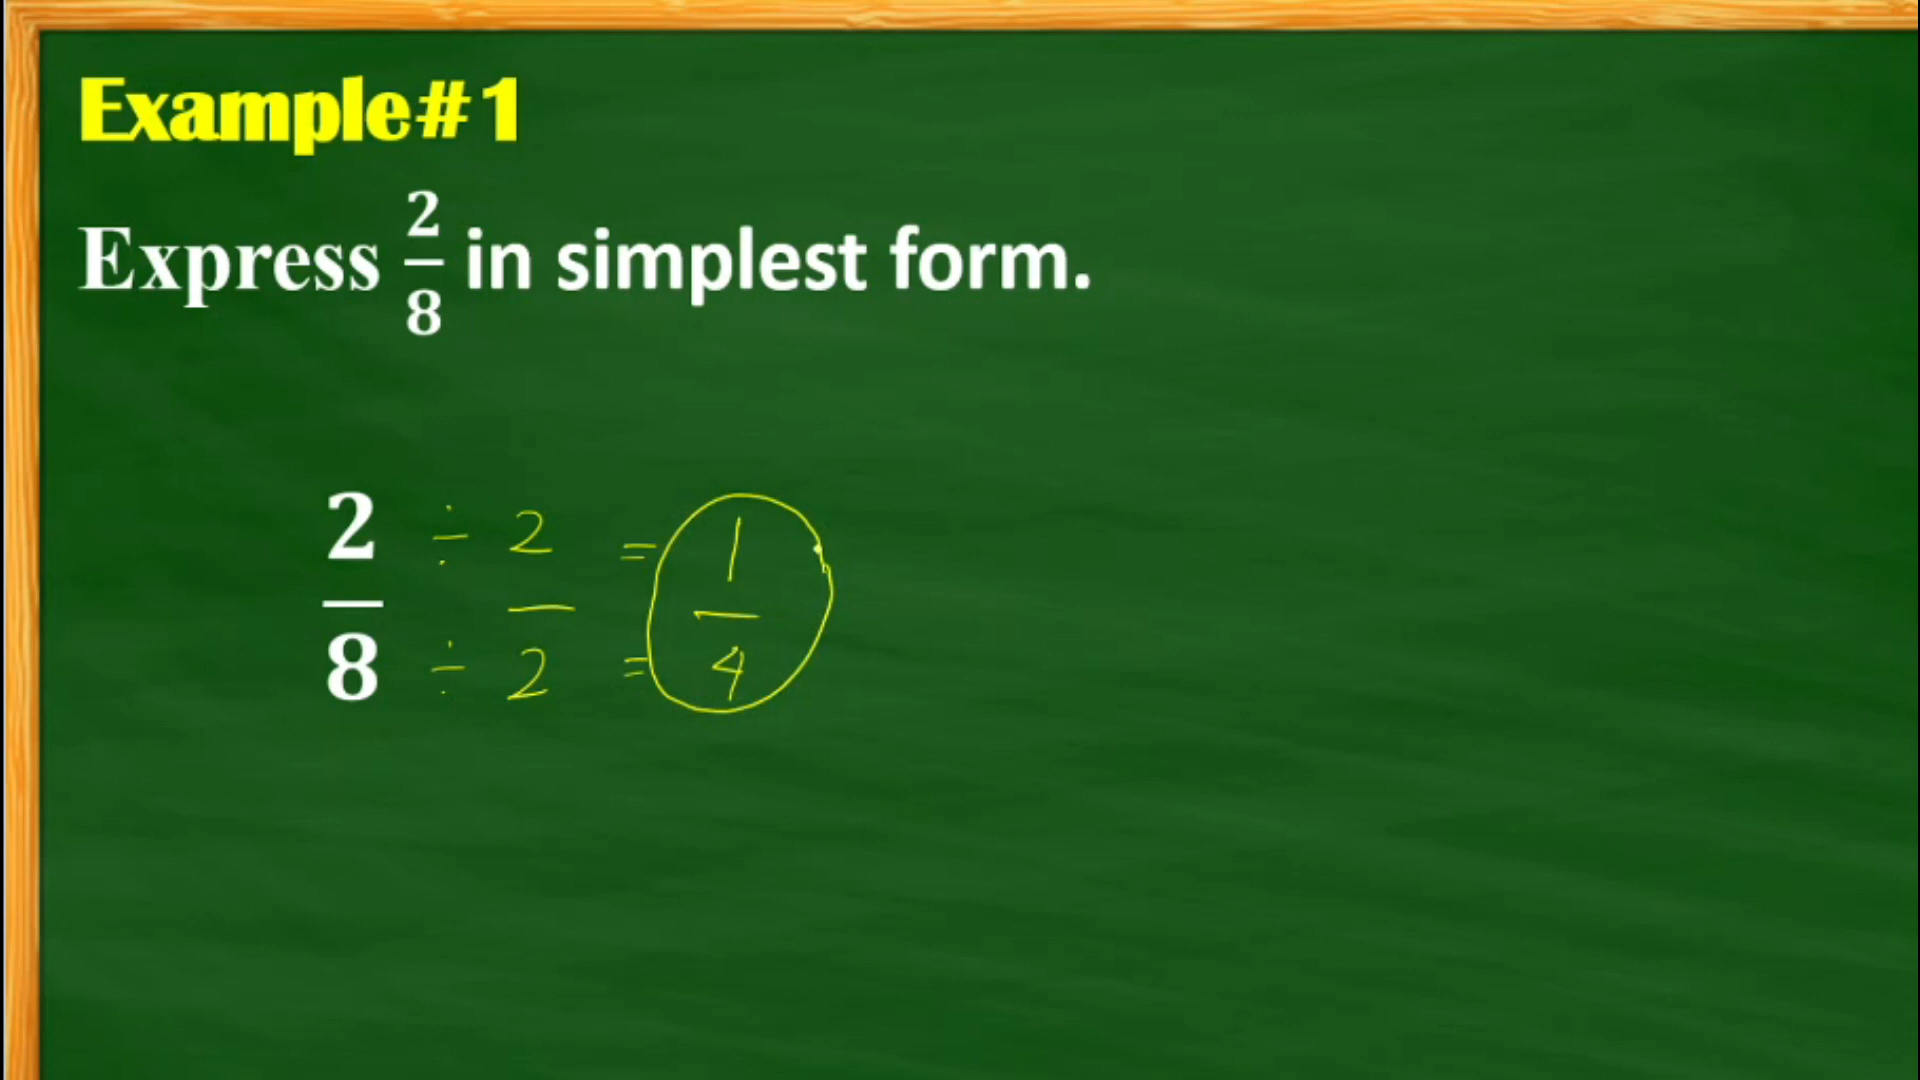 Example#1
Express 2/8 in simplest form.
2 ÷ 2 = 1
8 ÷ 2 = 4